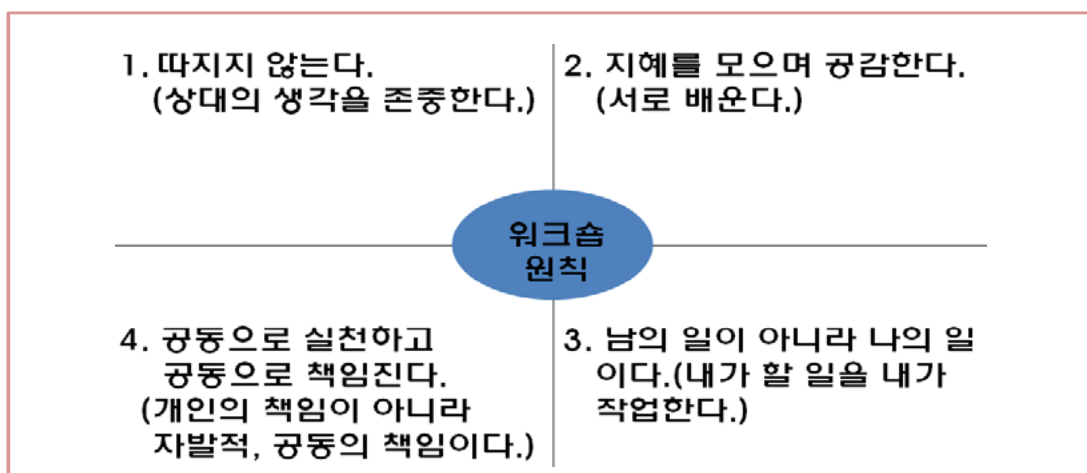 1. 따지지 않는다.
(상대의 생각을 존중한다.)
2. 지혜를 모으며 공감한다.
(서로 배운다.)
워크숍
원칙
4. 공동으로 실천하고
공동으로 책임진다.
(개인의 책임이 아니라
자발적, 공동의 책임이다.)
3. 남의 일이 아니라 나의 일
이다.(내가 할 일을 내가
작업한다.)